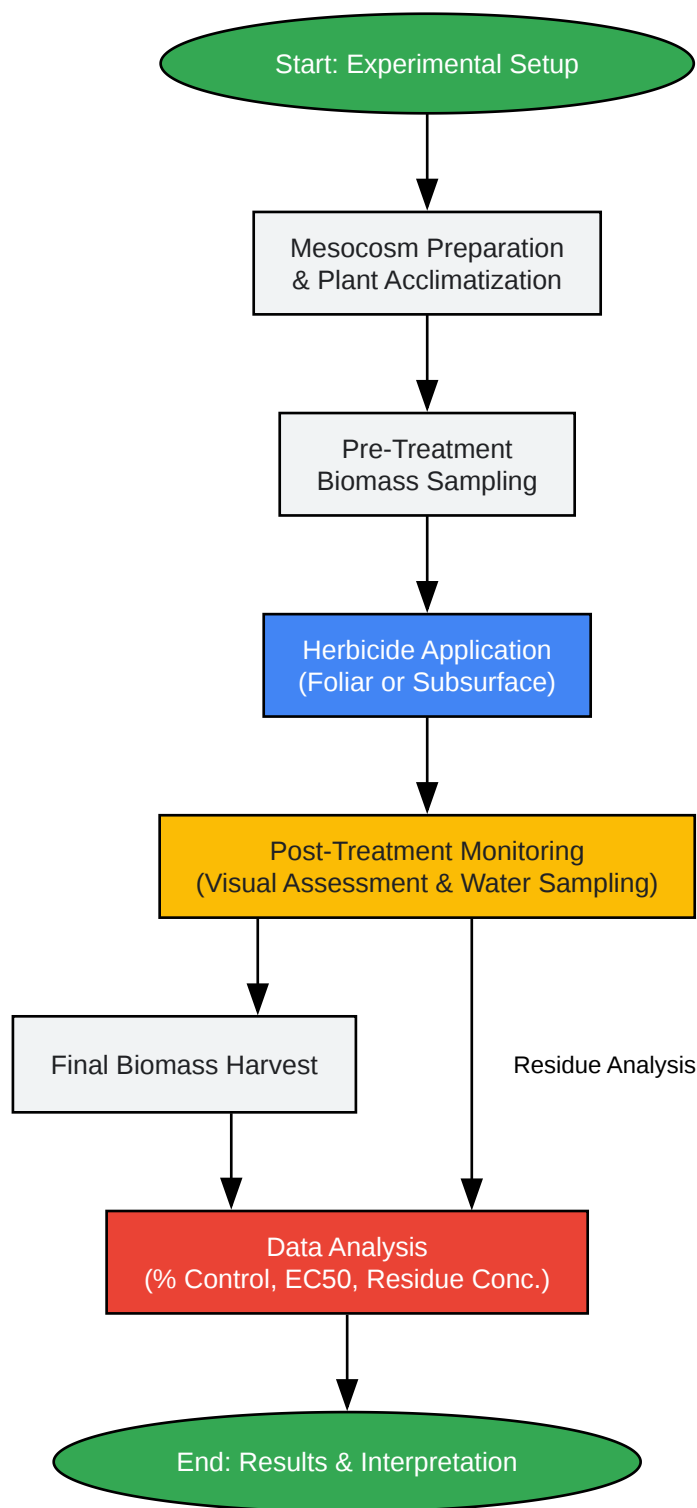 Start: Experimental Setup
Mesocosm Preparation
& Plant Acclimatization
Pre-Treatment
Biomass Sampling
Herbicide Application
(Foliar or Subsurface)
Post-Treatment Monitoring
(Visual Assessment & Water Sampling)
Final Biomass Harvest
Residue Analysis
Data Analysis
(% Control, EC50, Residue Conc.)
End: Results & Interpretation